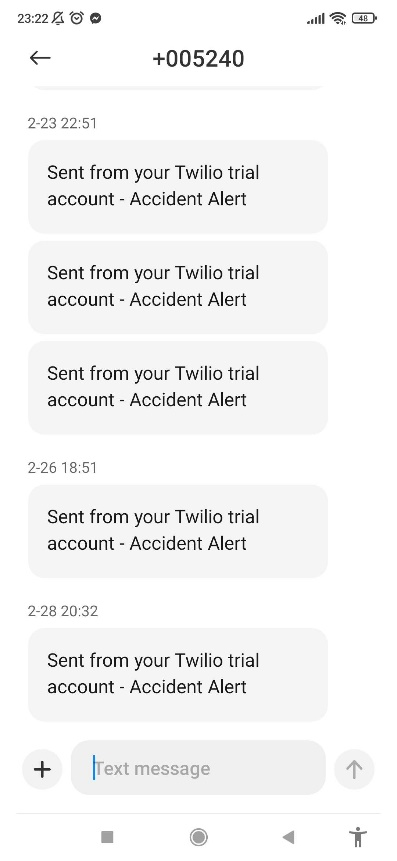 23:22
48
+005240
2-23 22:51
Sent from your Twilio trial
account - Accident Alert
Sent from your Twilio trial
account - Accident Alert
Sent from your Twilio trial
account - Accident Alert
2-26 18:51
Sent from your Twilio trial
account - Accident Alert
2-28 20:32
Sent from your Twilio trial
account - Accident Alert
Text message